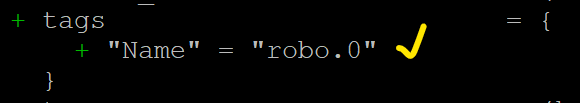 + tags = {
+ "Name" = "robo.0"
}